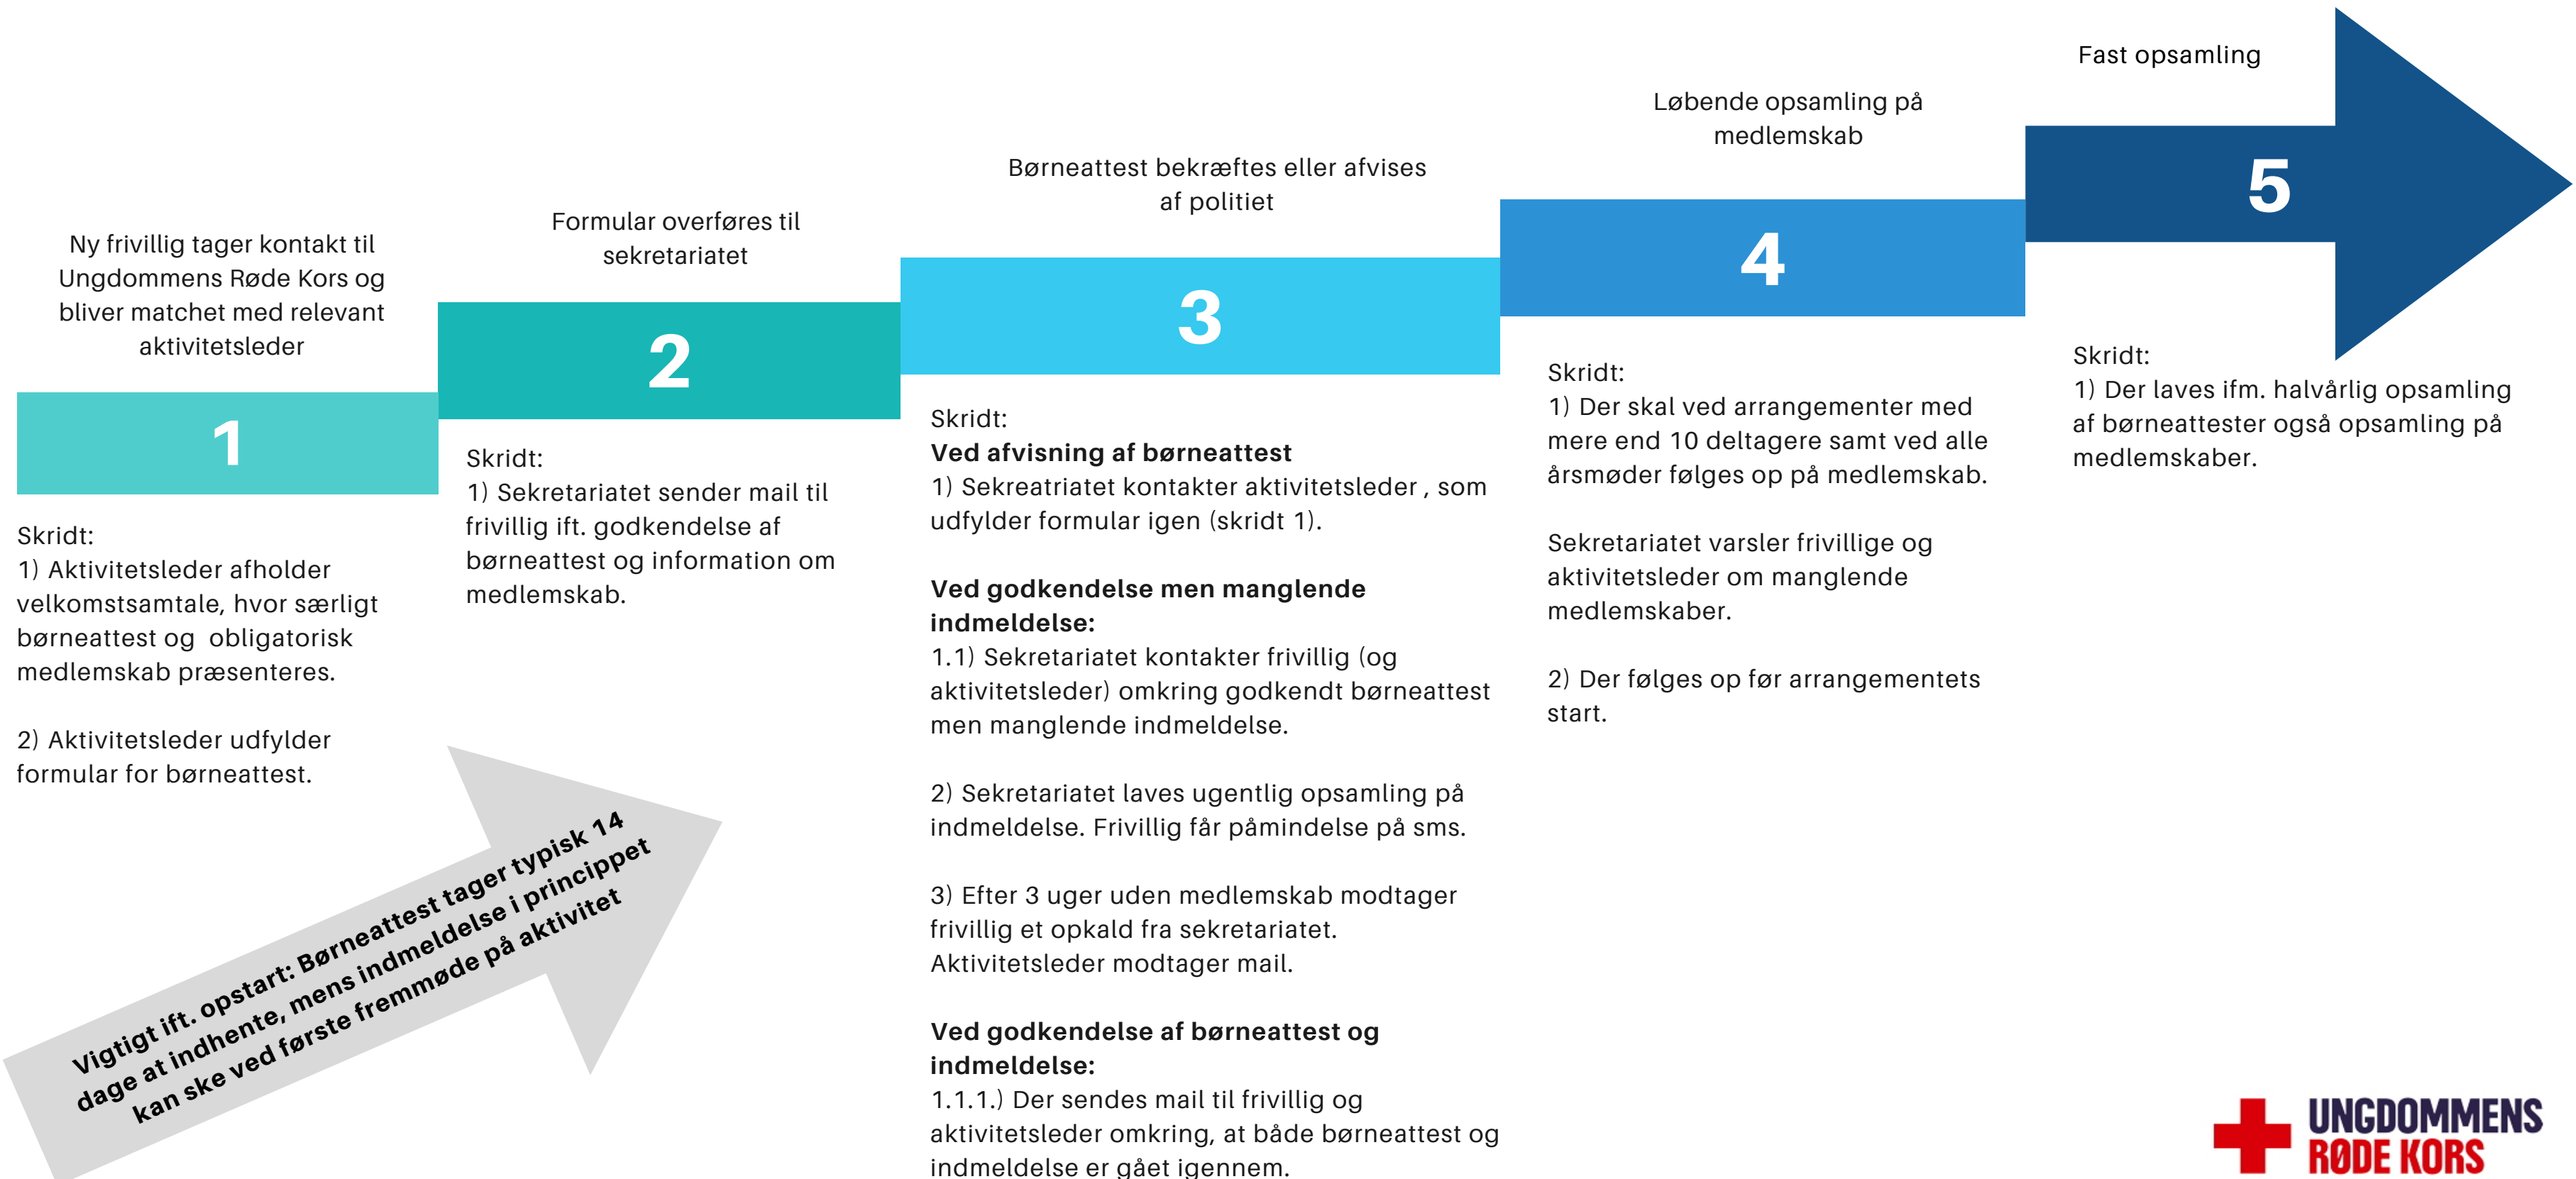 Ny frivillig tager kontakt til
Ungdommens Røde Kors og
bliver matchet med relevant
aktivitetsleder
1
Skridt:
1) Aktivitetsleder afholder
velkomstsamtale, hvor særligt
børneattest og obligatorisk
medlemskab præsenteres.
2) Aktivitetsleder udfylder
formular for børneattest.
Vigtigt ift. opstart: Børneattest tager typisk 14
dage at indhente, mens indmeldelse i princippet
kan ske ved første fremmøde på aktivitet
Formular overføres til
sekretariatet
2
Skridt:
1) Sekretariatet sender mail til
frivillig ift. godkendelse af
børneattest og information om
medlemskab.
Børneattest bekræftes eller afvises
af politiet
3
Skridt:
Ved afvisning af børneattest
1) Sekreatriatet kontakter aktivitetsleder , som
udfylder formular igen (skridt 1).
Ved godkendelse men manglende
indmeldelse:
1.1) Sekretariatet kontakter frivillig (og
aktivitetsleder) omkring godkendt børneattest
men manglende indmeldelse.
2) Sekretariatet laves ugentlig opsamling på
indmeldelse. Frivillig får påmindelse på sms.
3) Efter 3 uger uden medlemskab modtager
frivillig et opkald fra sekretariatet.
Aktivitetsleder modtager mail.
Ved godkendelse af børneattest og
indmeldelse:
1.1.1.) Der sendes mail til frivillig og
aktivitetsleder omkring, at både børneattest og
indmeldelse er gået igennem.
Løbende opsamling på
medlemskab
4
Skridt:
1) Der skal ved arrangementer med
mere end 10 deltagere samt ved alle
årsmøder følges op på medlemskab.
Sekretariatet varsler frivillige og
aktivitetsleder om manglende
medlemskaber.
2) Der følges op før arrangementets
start.
Fast opsamling
5
Skridt:
1) Der laves ifm. halvårlig opsamling
af børneattester også opsamling på
medlemskaber.
UNGDOMMENS
RØDE KORS